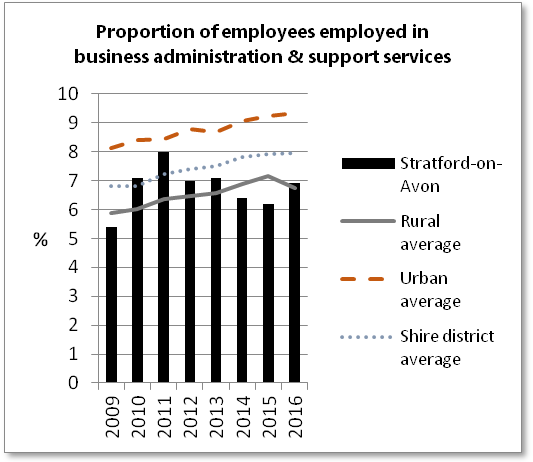 Proportion of employees employed in
business administration & support services
10
9
8
7
6
5
4
3
2
1
0
%
2009
2010
2011
2012
2013
2014
2015
2016
Stratford-on-
Avon
Rural
average
Urban
average
Shire district
average